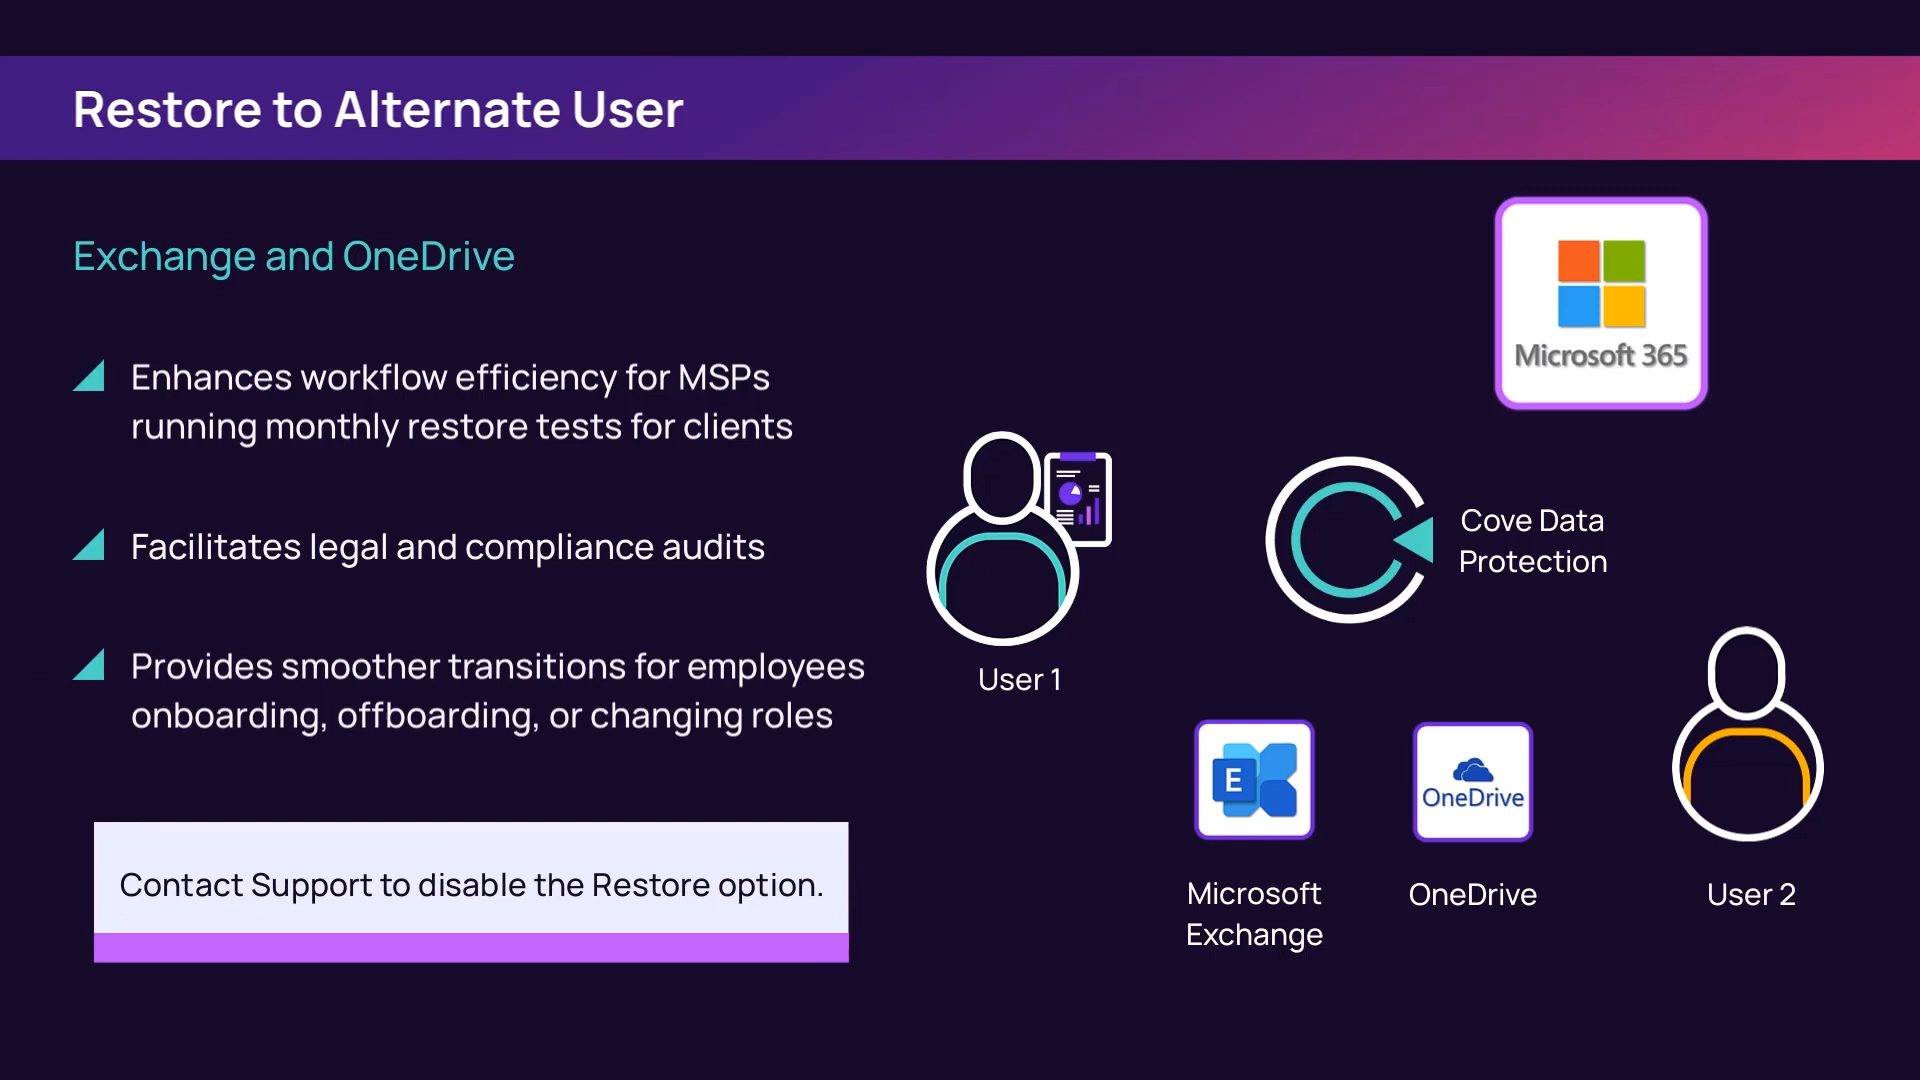 Restore to Alternate User
Exchange and OneDrive
Enhances workflow efficiency for MSPs
running monthly restore tests for clients
Facilitates legal and compliance audits
Provides smoother transitions for employees
onboarding, offboarding, or changing roles
Contact Support to disable the Restore option.
Microsoft 365
User 1
Cove Data
Protection
E
Microsoft
Exchange
OneDrive
OneDrive
User 2